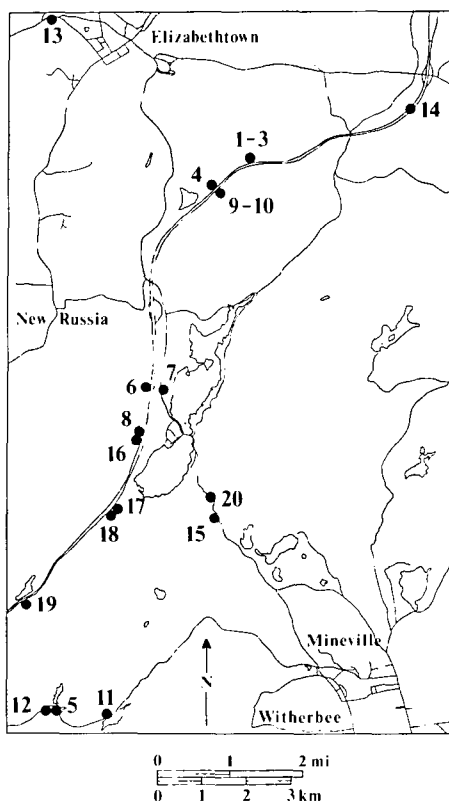 13
Elizabethtown
14
1-3
4
9-10
New Russia
6
7
8
16
17
18
20
15
19
Mineville
N
12
5
11
Witherbee
0 1 2 mi
0 1 2 3 km